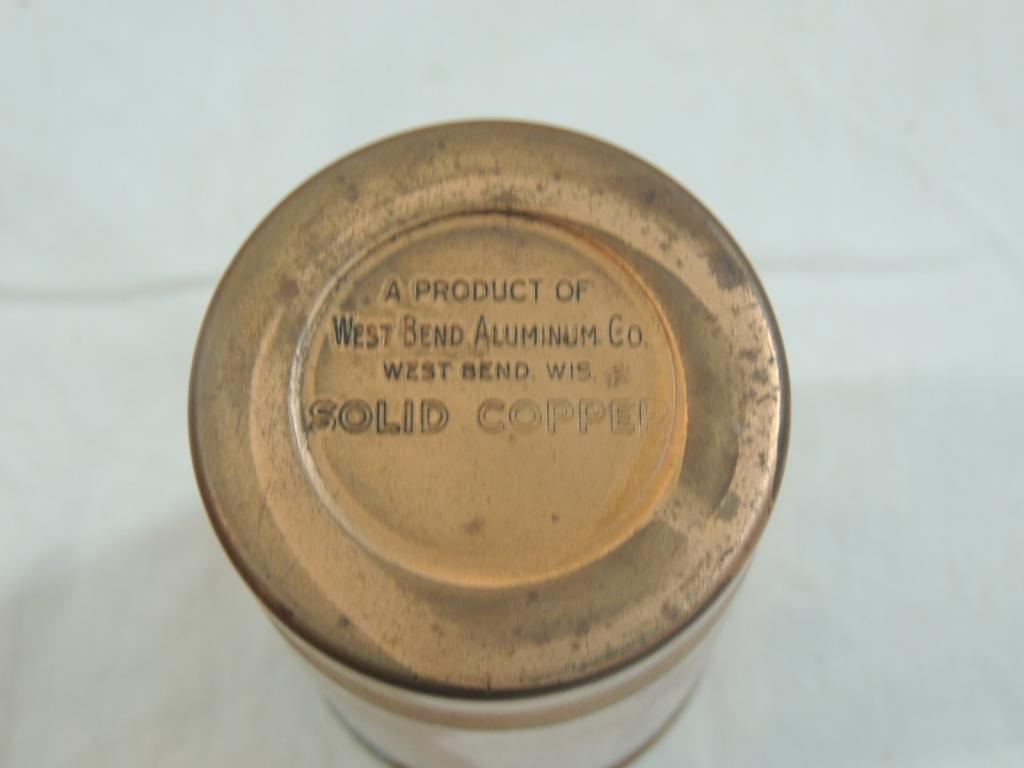 A PRODUCT OF
WEST BEND ALUMINUM CO.
WEST BEND, WIS.
SOLID COPPER